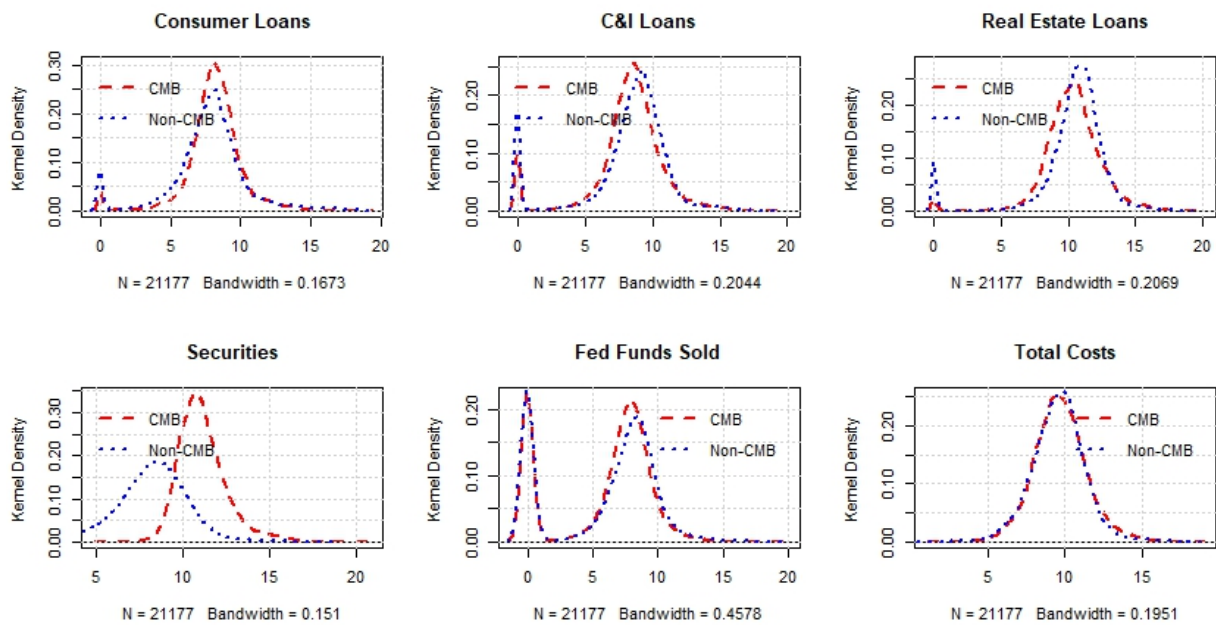 Consumer Loans
Kernel Density
0.00 0.10 0.20 0.30
CMB
Non-CMB
0 5 10 15 20
N = 21177 Bandwidth = 0.1673
C&I Loans
Kernel Density
0.00 0.10 0.20
CMB
Non-CMB
0 5 10 15 20
N = 21177 Bandwidth = 0.2044
Real Estate Loans
Kernel Density
0.00 0.10 0.20
CMB
Non-CMB
0 5 10 15 20
N = 21177 Bandwidth = 0.2069
Securities
Kernel Density
0.00 0.10 0.20 0.30
CMB
Non-CMB
5 10 15 20
N = 21177 Bandwidth = 0.151
Fed Funds Sold
Kernel Density
0.00 0.10 0.20
CMB
Non-CMB
0 5 10 15 20
N = 21177 Bandwidth = 0.4578
Total Costs
Kernel Density
0.00 0.10 0.20
CMB
Non-CMB
5 10 15
N = 21177 Bandwidth = 0.1951